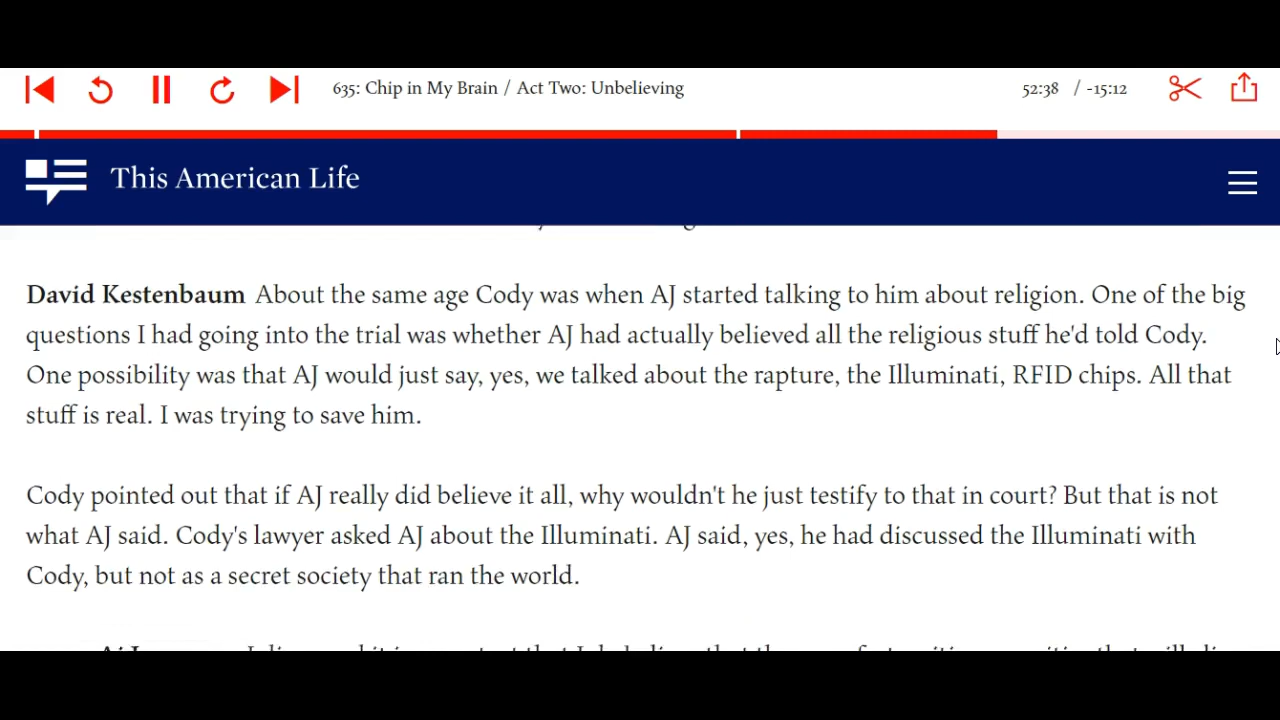 635: Chip in My Brain / Act Two: Unbelieving 52:38 / -15:12
This American Life
David Kestenbaum About the same age Cody was when AJ started talking to him about religion. One of the big
questions I had going into the trial was whether AJ had actually believed all the religious stuff he'd told Cody.
One possibility was that AJ would just say, yes, we talked about the rapture, the Illuminati, RFID chips. All that
stuff is real. I was trying to save him.
Cody pointed out that if AJ really did believe it all, why wouldn't he just testify to that in court? But that is not
what AJ said. Cody's lawyer asked AJ about the Illuminati. AJ said, yes, he had discussed the Illuminati with
Cody, but not as a secret society that ran the world.